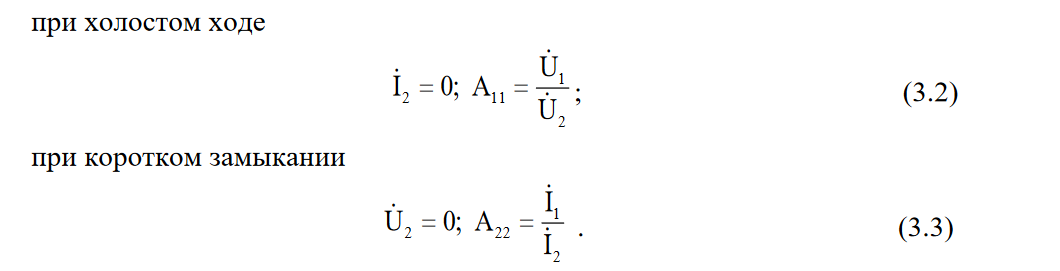 при холостом ходе
İ₂ = 0; A₁₁ = U̇₁ / U̇₂ ; (3.2)
при коротком замыкании
U̇₂ = 0; A₂₂ = İ₁ / İ₂ . (3.3)